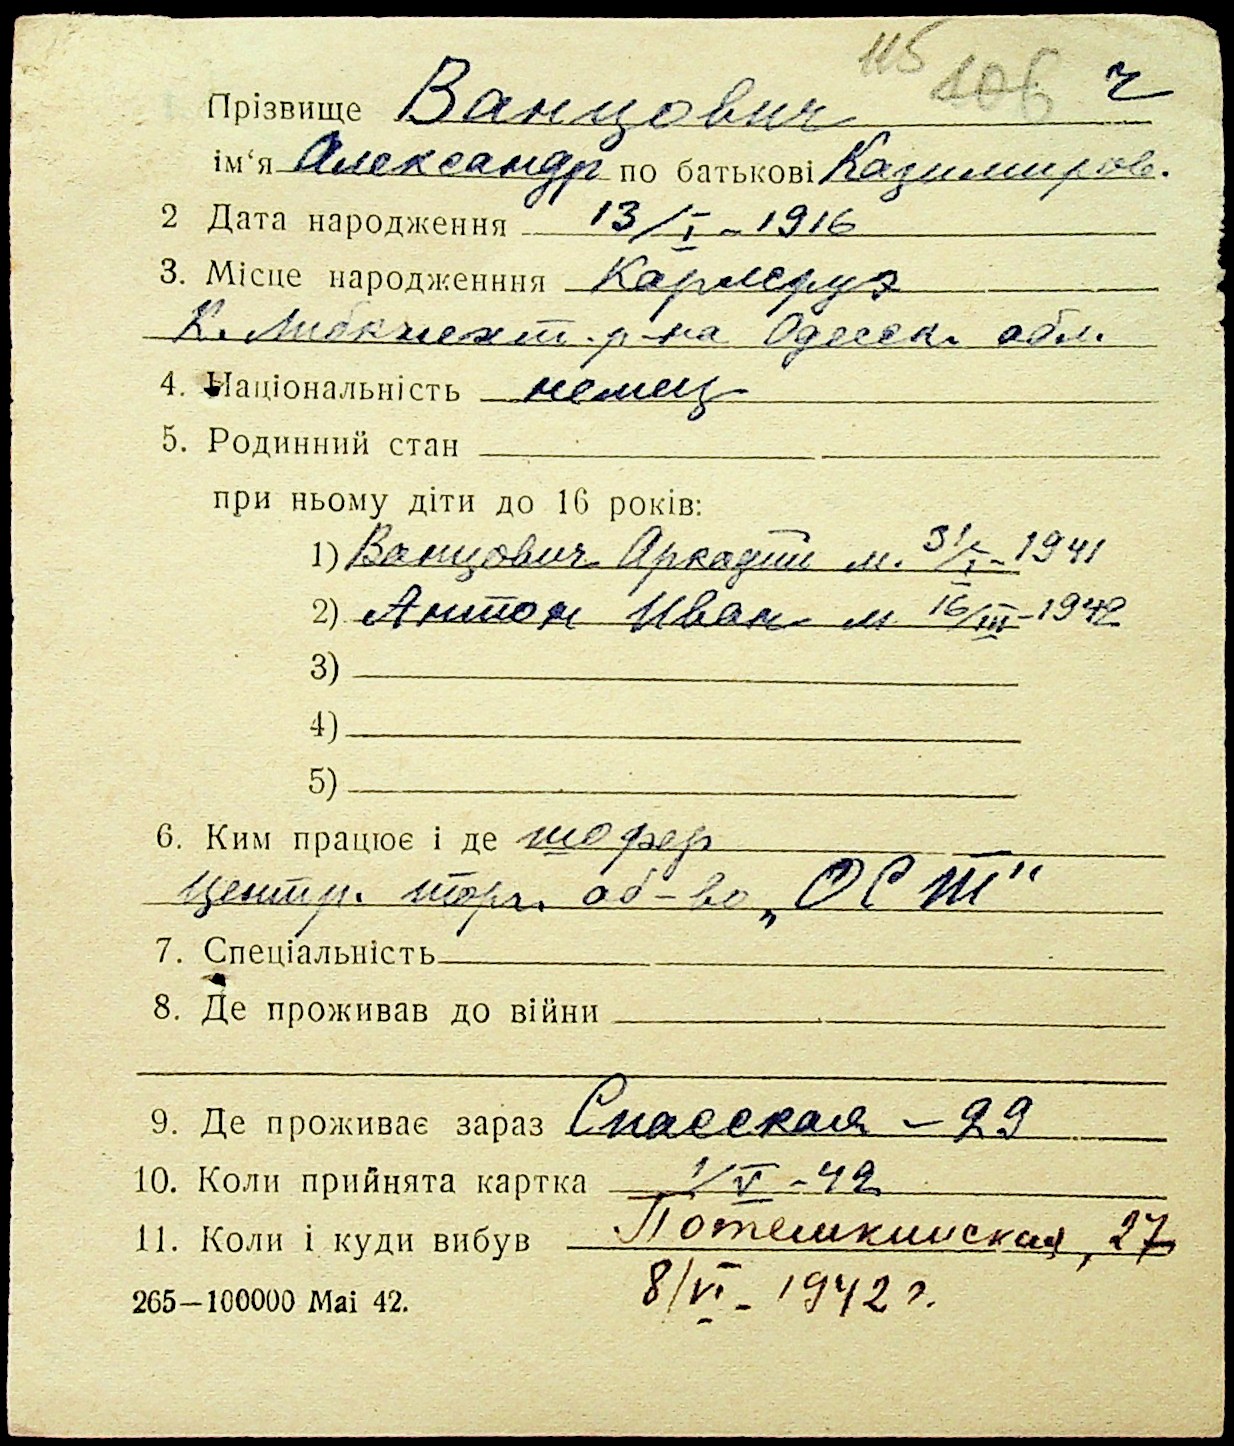 115 106 ч
Прізвище Ванцович
ім‘я Александр по батькові Казимиров.
2 Дата народження 13/I - 1916
3. Місце народженння Карлсруэ
К. Либкнехт. р-на Одесск. обл.
4. Національність немец
5. Родинний стан
при ньому діти до 16 років:
1) Ванцович Аркадий м. 31/I - 1941
2) Антон Иван м 16/III - 1942
3)
4)
5)
6. Ким працює і де шофер
Центр. торг. об-во „ОСТ"
7. Спеціальність
8. Де проживав до війни
9. Де проживає зараз Спасская - 29
10. Коли прийнята картка 1/V - 42
11. Коли і куди вибув Потемкинская, 27
265—100000 Mai 42. 8/VI - 1942 г.